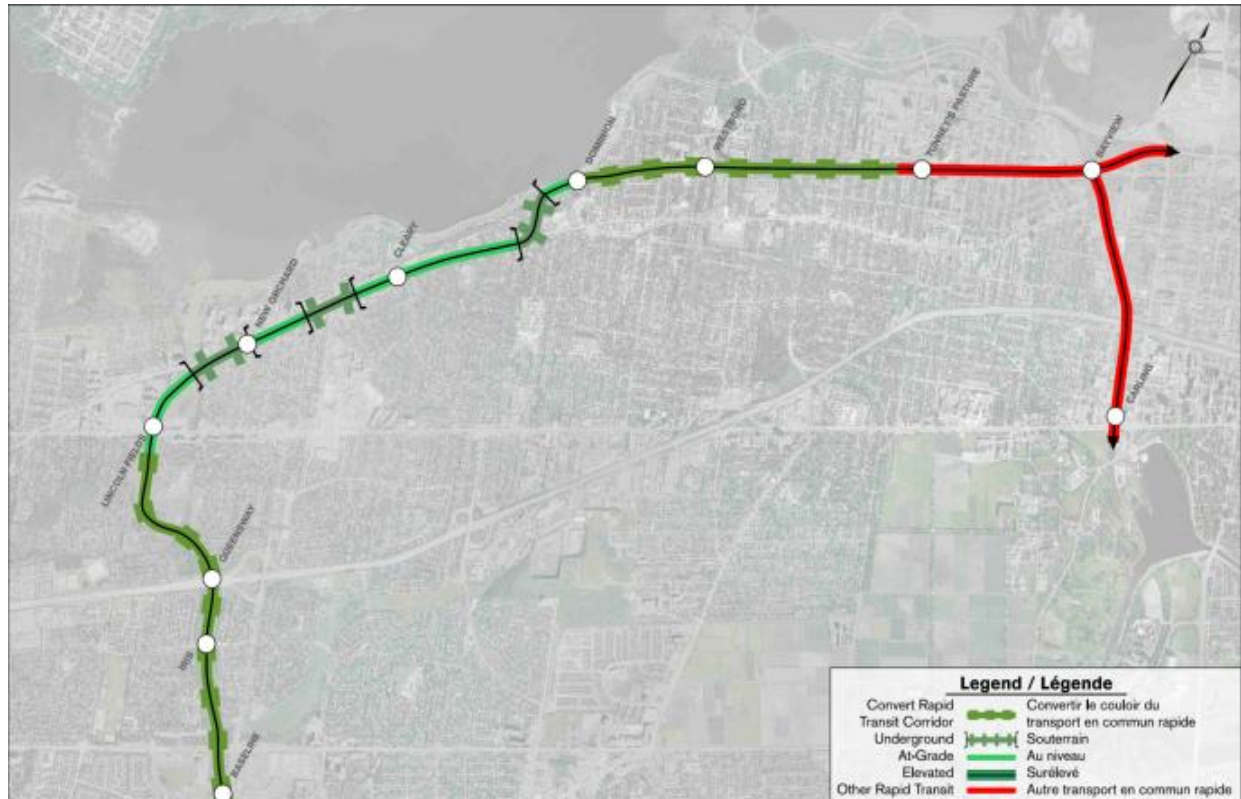 DOMINION
WESTBORO
TUNNEY'S PASTURE
BAYVIEW
CLEARY
NEW ORCHARD
CARLING
LINCOLN FIELDS
QUEENSWAY
IRIS
BASELINE
Legend / Légende
Convert Rapid Transit Corridor
Convertir le couloir du transport en commun rapide
Underground
Souterrain
At-Grade
Au niveau
Elevated
Surélevé
Other Rapid Transit
Autre transport en commun rapide